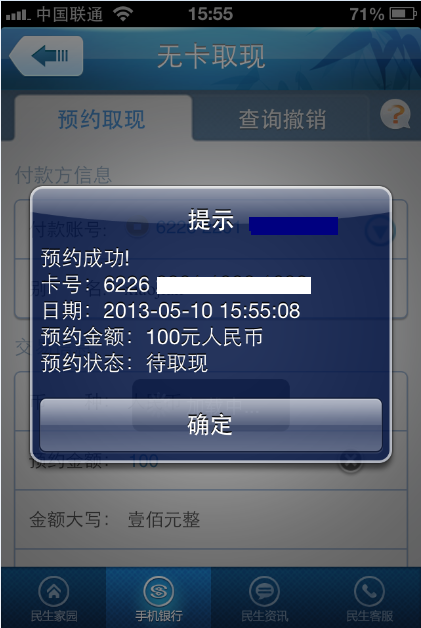 中国联通 15:55 71%
无卡取现
预约取现 查询撤销 ?
付款方信息
付款账号:
提示
预约成功!
卡号：6226
日期：2013-05-10 15:55:08
预约金额：100元人民币
预约状态：待取现
确定
预约金额: 100
金额大写: 壹佰元整
民生家园 手机银行 民生资讯 民生客服